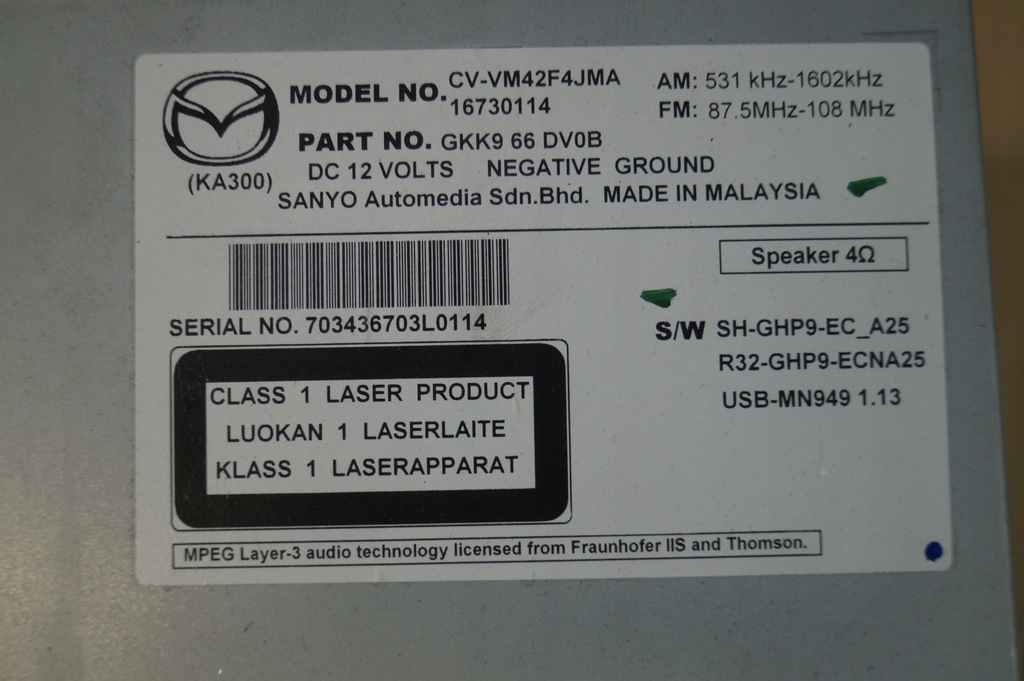 MODEL NO. CV-VM42F4JMA
16730114
AM: 531 kHz-1602kHz
FM: 87.5MHz-108 MHz
PART NO. GKK9 66 DV0B
(KA300)
DC 12 VOLTS NEGATIVE GROUND
SANYO Automedia Sdn.Bhd. MADE IN MALAYSIA
Speaker 4Ω
SERIAL NO. 703436703L0114
S/W SH-GHP9-EC_A25
R32-GHP9-ECNA25
USB-MN949 1.13
CLASS 1 LASER PRODUCT
LUOKAN 1 LASERLAITE
KLASS 1 LASERAPPARAT
MPEG Layer-3 audio technology licensed from Fraunhofer IIS and Thomson.